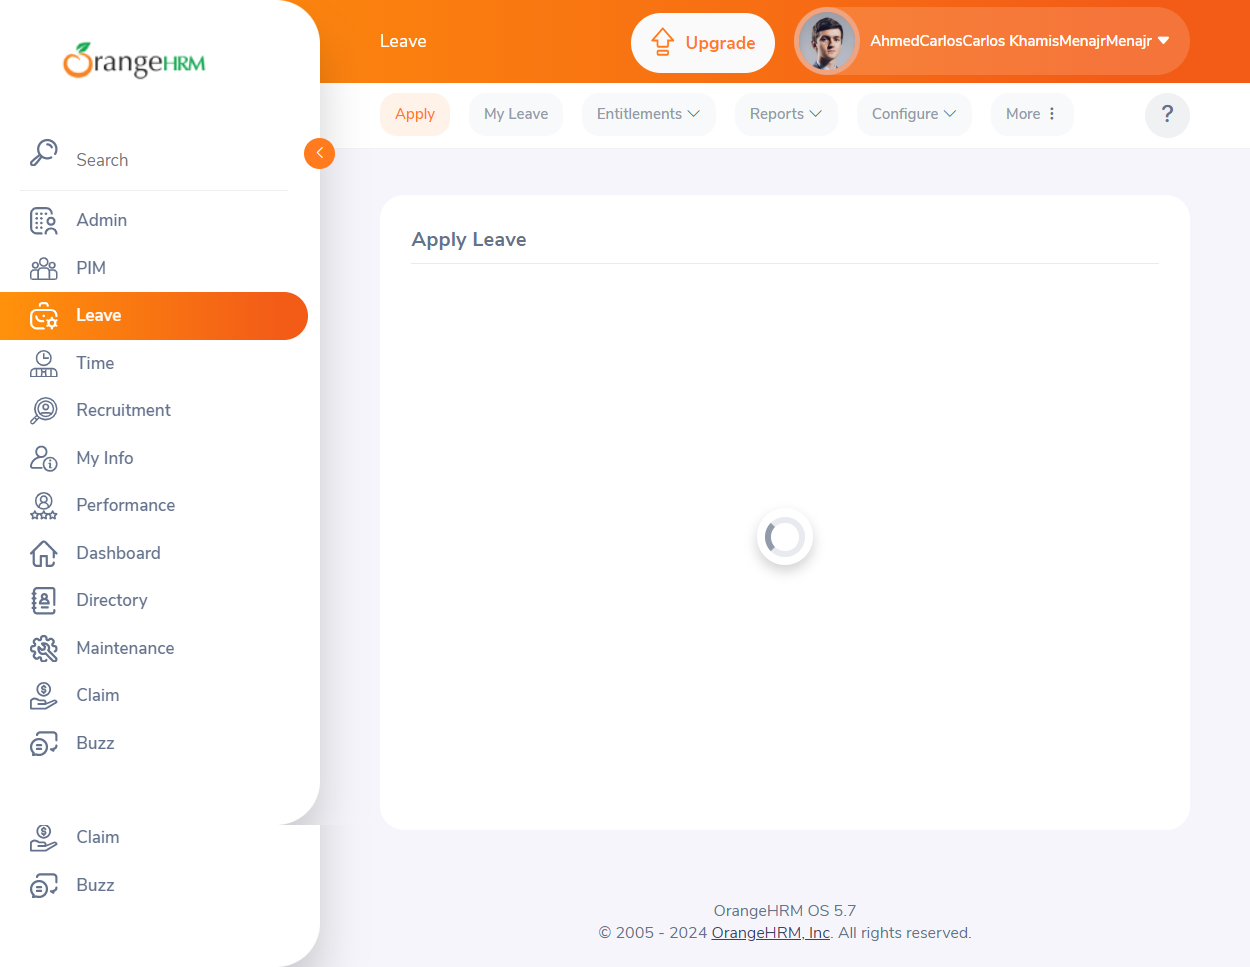 OrangeHRM
Search
Admin
PIM
Leave
Time
Recruitment
My Info
Performance
Dashboard
Directory
Maintenance
Claim
Buzz
Claim
Buzz
Leave
Upgrade
AhmedCarlosCarlos KhamisMenajrMenajr
Apply
My Leave
Entitlements
Reports
Configure
More
?
Apply Leave
OrangeHRM OS 5.7
© 2005 - 2024 OrangeHRM, Inc. All rights reserved.